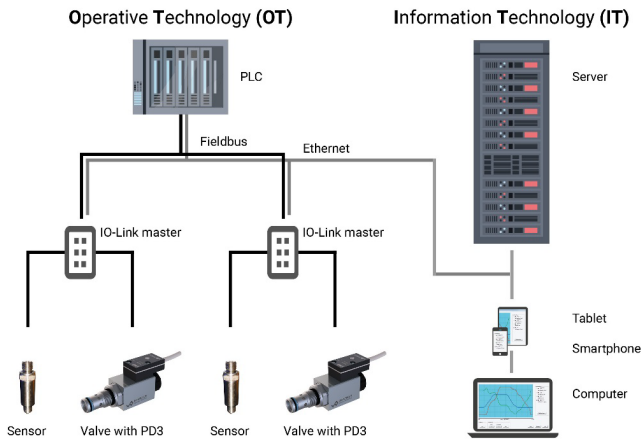 Operative Technology (OT)
Information Technology (IT)
PLC
Server
Fieldbus
Ethernet
IO-Link master
IO-Link master
Tablet
Smartphone
Computer
Sensor
Valve with PD3
Sensor
Valve with PD3